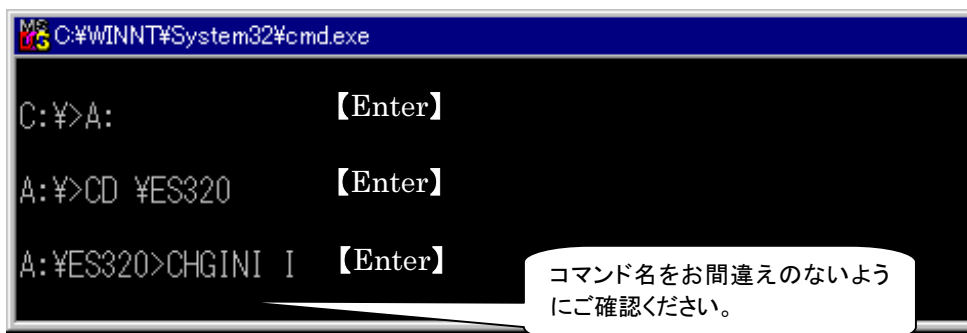 C:¥WINNT¥System32¥cmd.exe
C:¥>A: 【Enter】
A:¥>CD ¥ES320 【Enter】
A:¥ES320>CHGINI I 【Enter】
コマンド名をお間違えのないよう
にご確認ください。